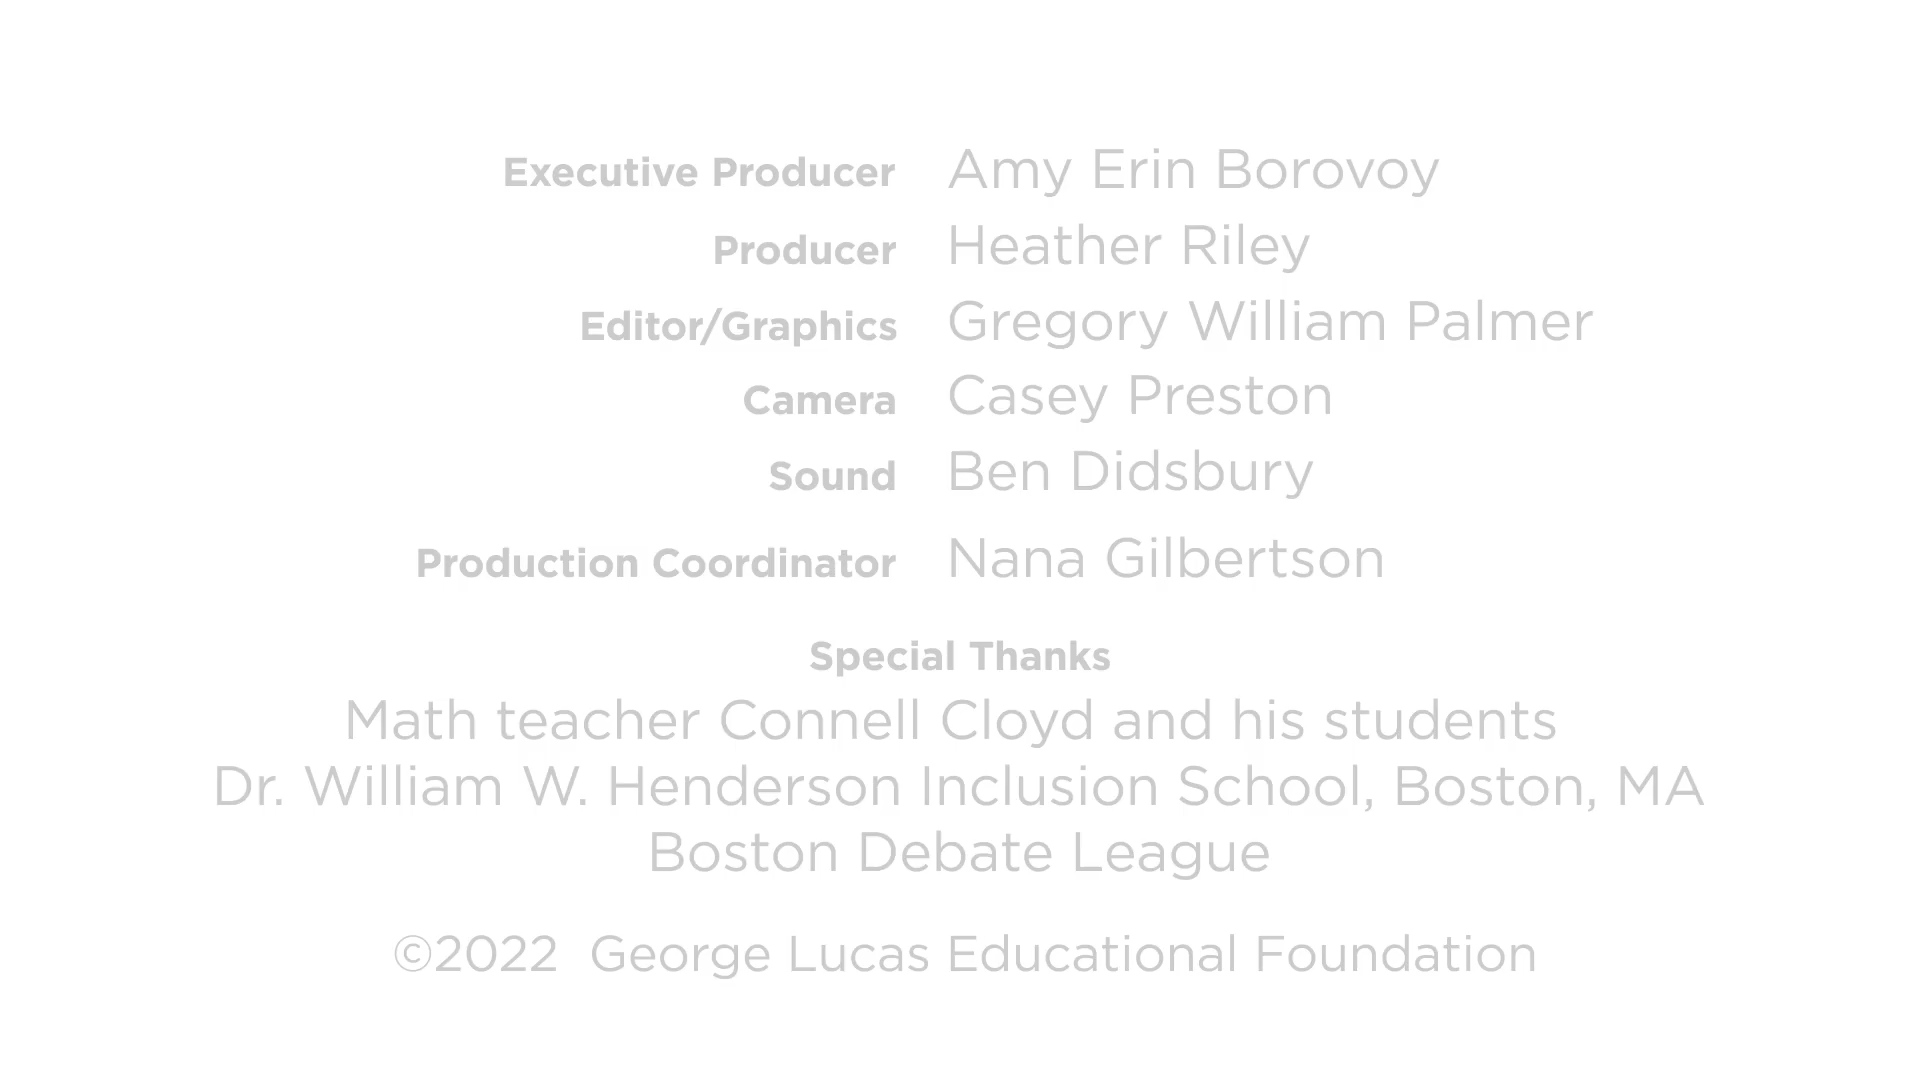 Executive Producer Amy Erin Borovoy
Producer Heather Riley
Editor/Graphics Gregory William Palmer
Camera Casey Preston
Sound Ben Didsbury
Production Coordinator Nana Gilbertson
Special Thanks
Math teacher Connell Cloyd and his students
Dr. William W. Henderson Inclusion School, Boston, MA
Boston Debate League
©2022 George Lucas Educational Foundation